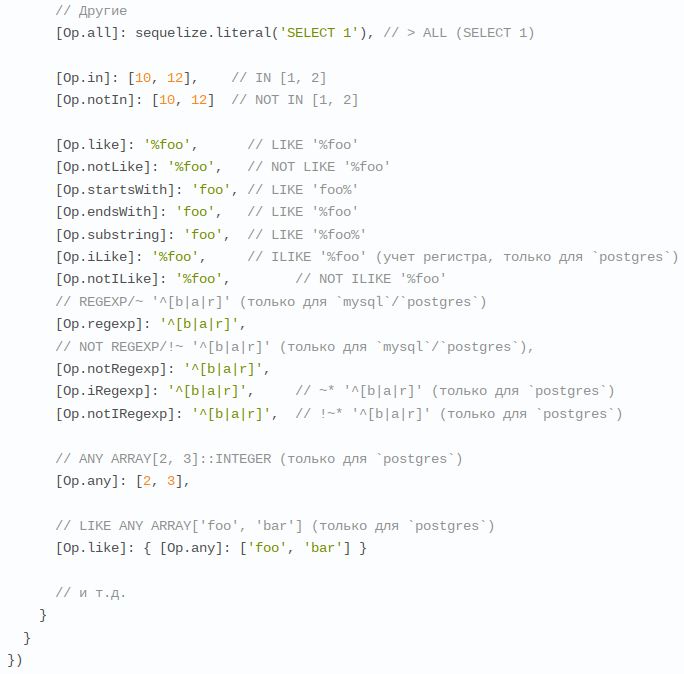 // Другие
[Op.all]: sequelize.literal('SELECT 1'), // > ALL (SELECT 1)
[Op.in]: [10, 12],    // IN [1, 2]
[Op.notIn]: [10, 12]  // NOT IN [1, 2]
[Op.like]: '%foo',      // LIKE '%foo'
[Op.notLike]: '%foo',   // NOT LIKE '%foo'
[Op.startsWith]: 'foo', // LIKE 'foo%'
[Op.endsWith]: 'foo',   // LIKE '%foo'
[Op.substring]: 'foo',  // LIKE '%foo%'
[Op.iLike]: '%foo',     // ILIKE '%foo' (учет регистра, только для `postgres`)
[Op.notILike]: '%foo',        // NOT ILIKE '%foo'
// REGEXP/~ '^[b|a|r]' (только для `mysql`/`postgres`)
[Op.regexp]: '^[b|a|r]',
// NOT REGEXP/!~ '^[b|a|r]' (только для `mysql`/`postgres`),
[Op.notRegexp]: '^[b|a|r]',
[Op.iRegexp]: '^[b|a|r]',     // ~* '^[b|a|r]' (только для `postgres`)
[Op.notIRegexp]: '^[b|a|r]',  // !~* '^[b|a|r]' (только для `postgres`)
// ANY ARRAY[2, 3]::INTEGER (только для `postgres`)
[Op.any]: [2, 3],
// LIKE ANY ARRAY['foo', 'bar'] (только для `postgres`)
[Op.like]: { [Op.any]: ['foo', 'bar'] }
// и т.д.
}
}
})